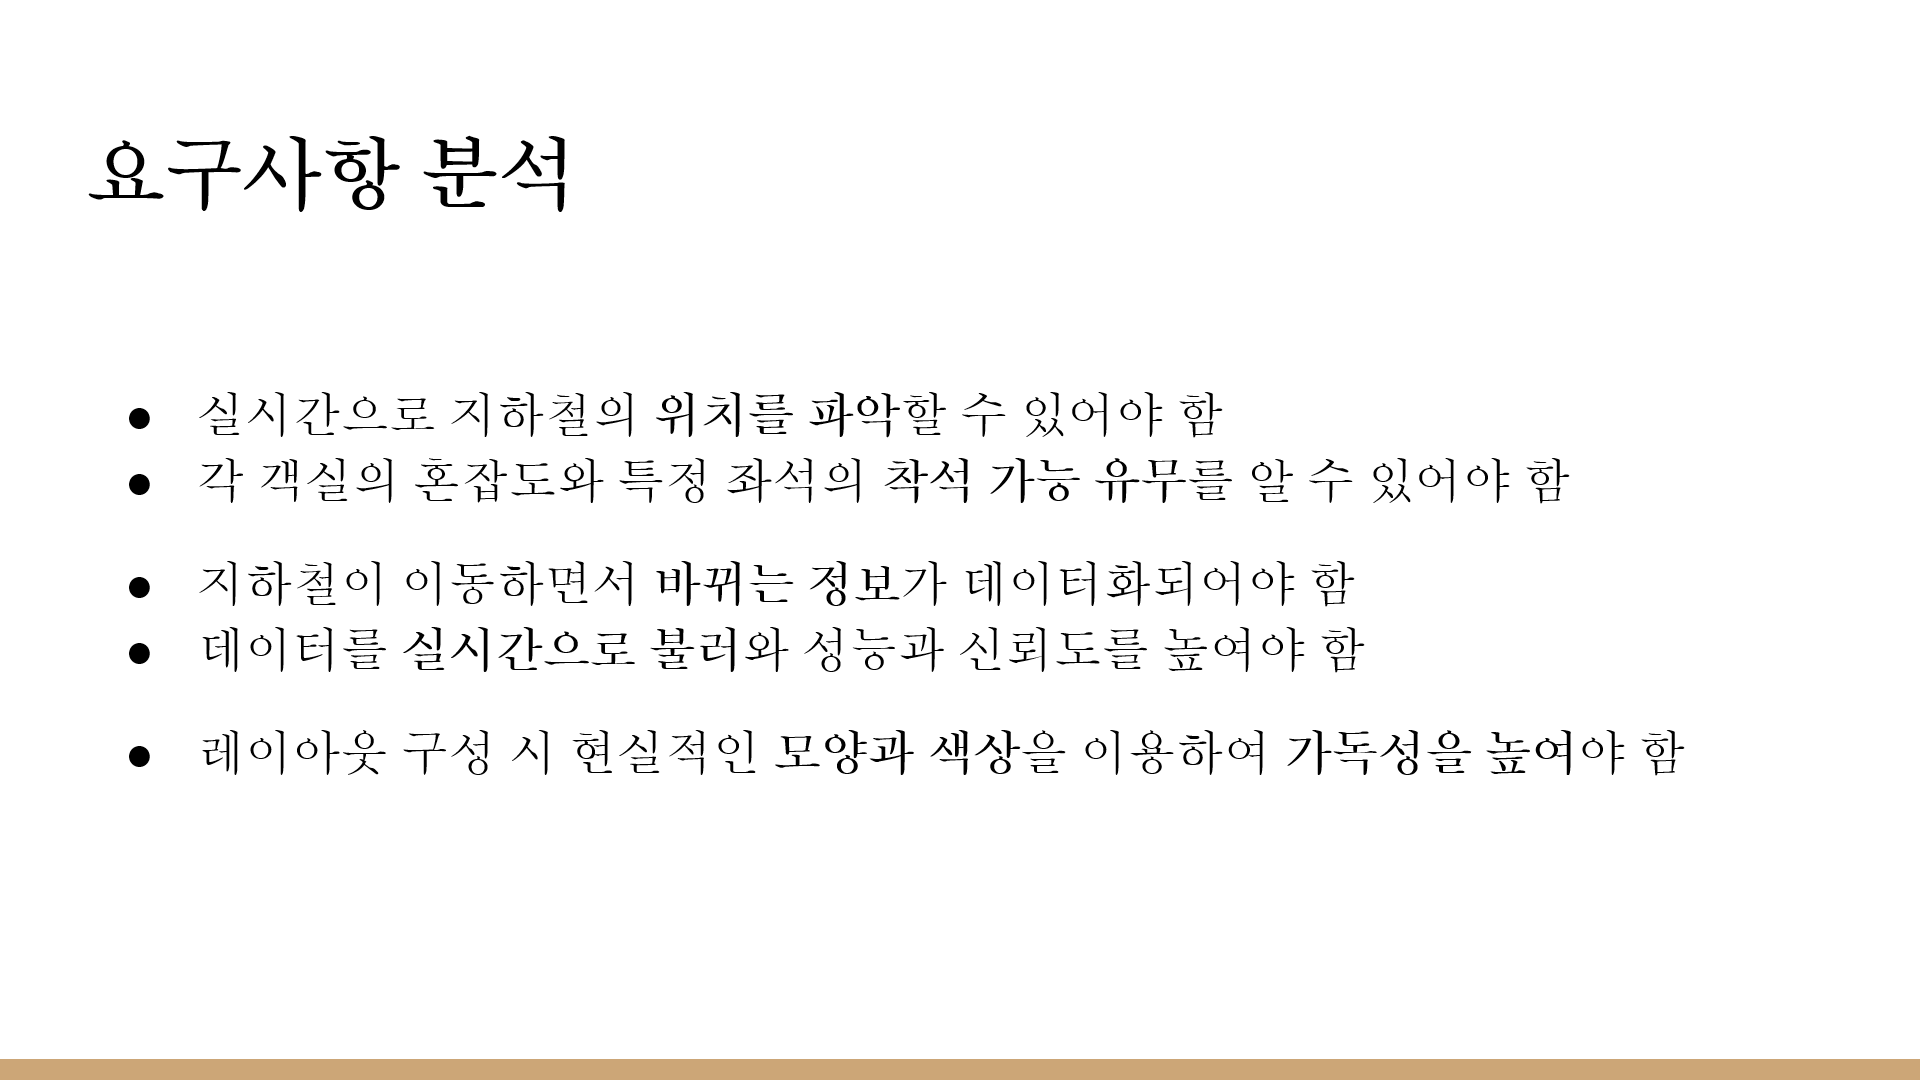 요구사항 분석
● 실시간으로 지하철의 위치를 파악할 수 있어야 함
● 각 객실의 혼잡도와 특정 좌석의 착석 가능 유무를 알 수 있어야 함
● 지하철이 이동하면서 바뀌는 정보가 데이터화되어야 함
● 데이터를 실시간으로 불러와 성능과 신뢰도를 높여야 함
● 레이아웃 구성 시 현실적인 모양과 색상을 이용하여 가독성을 높여야 함